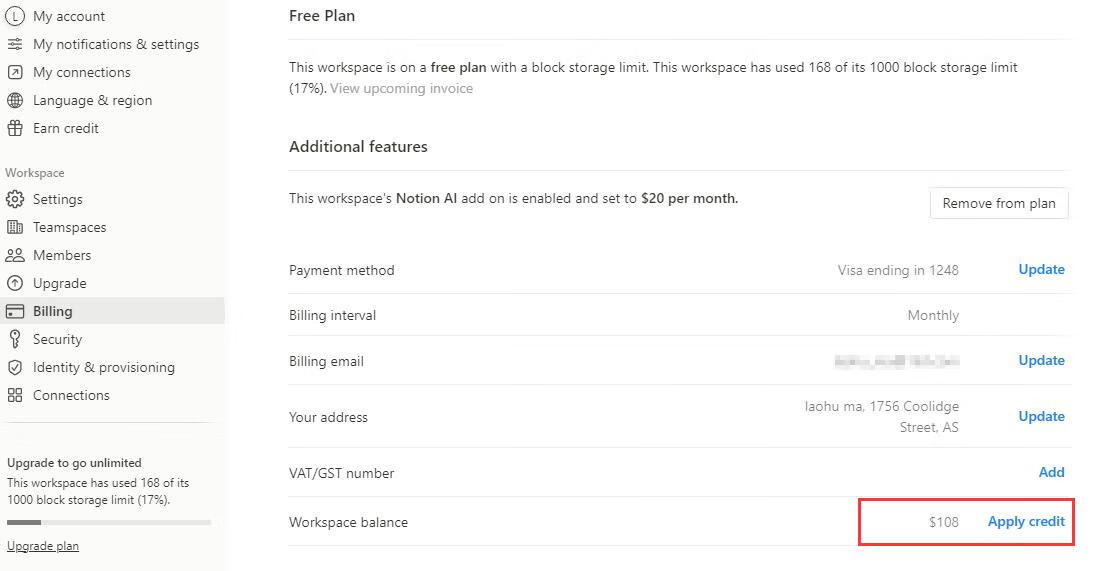 L My account
My notifications & settings
My connections
Language & region
Earn credit
Workspace
Settings
Teamspaces
Members
Upgrade
Billing
Security
Identity & provisioning
Connections
Upgrade to go unlimited
This workspace has used 168 of its
1000 block storage limit (17%).
Upgrade plan
Free Plan
This workspace is on a free plan with a block storage limit. This workspace has used 168 of its 1000 block storage limit
(17%). View upcoming invoice
Additional features
This workspace's Notion AI add on is enabled and set to $20 per month.
Remove from plan
Payment method Visa ending in 1248 Update
Billing interval Monthly
Billing email Update
Your address Iaohu ma, 1756 Coolidge
Street, AS Update
VAT/GST number Add
Workspace balance $108 Apply credit